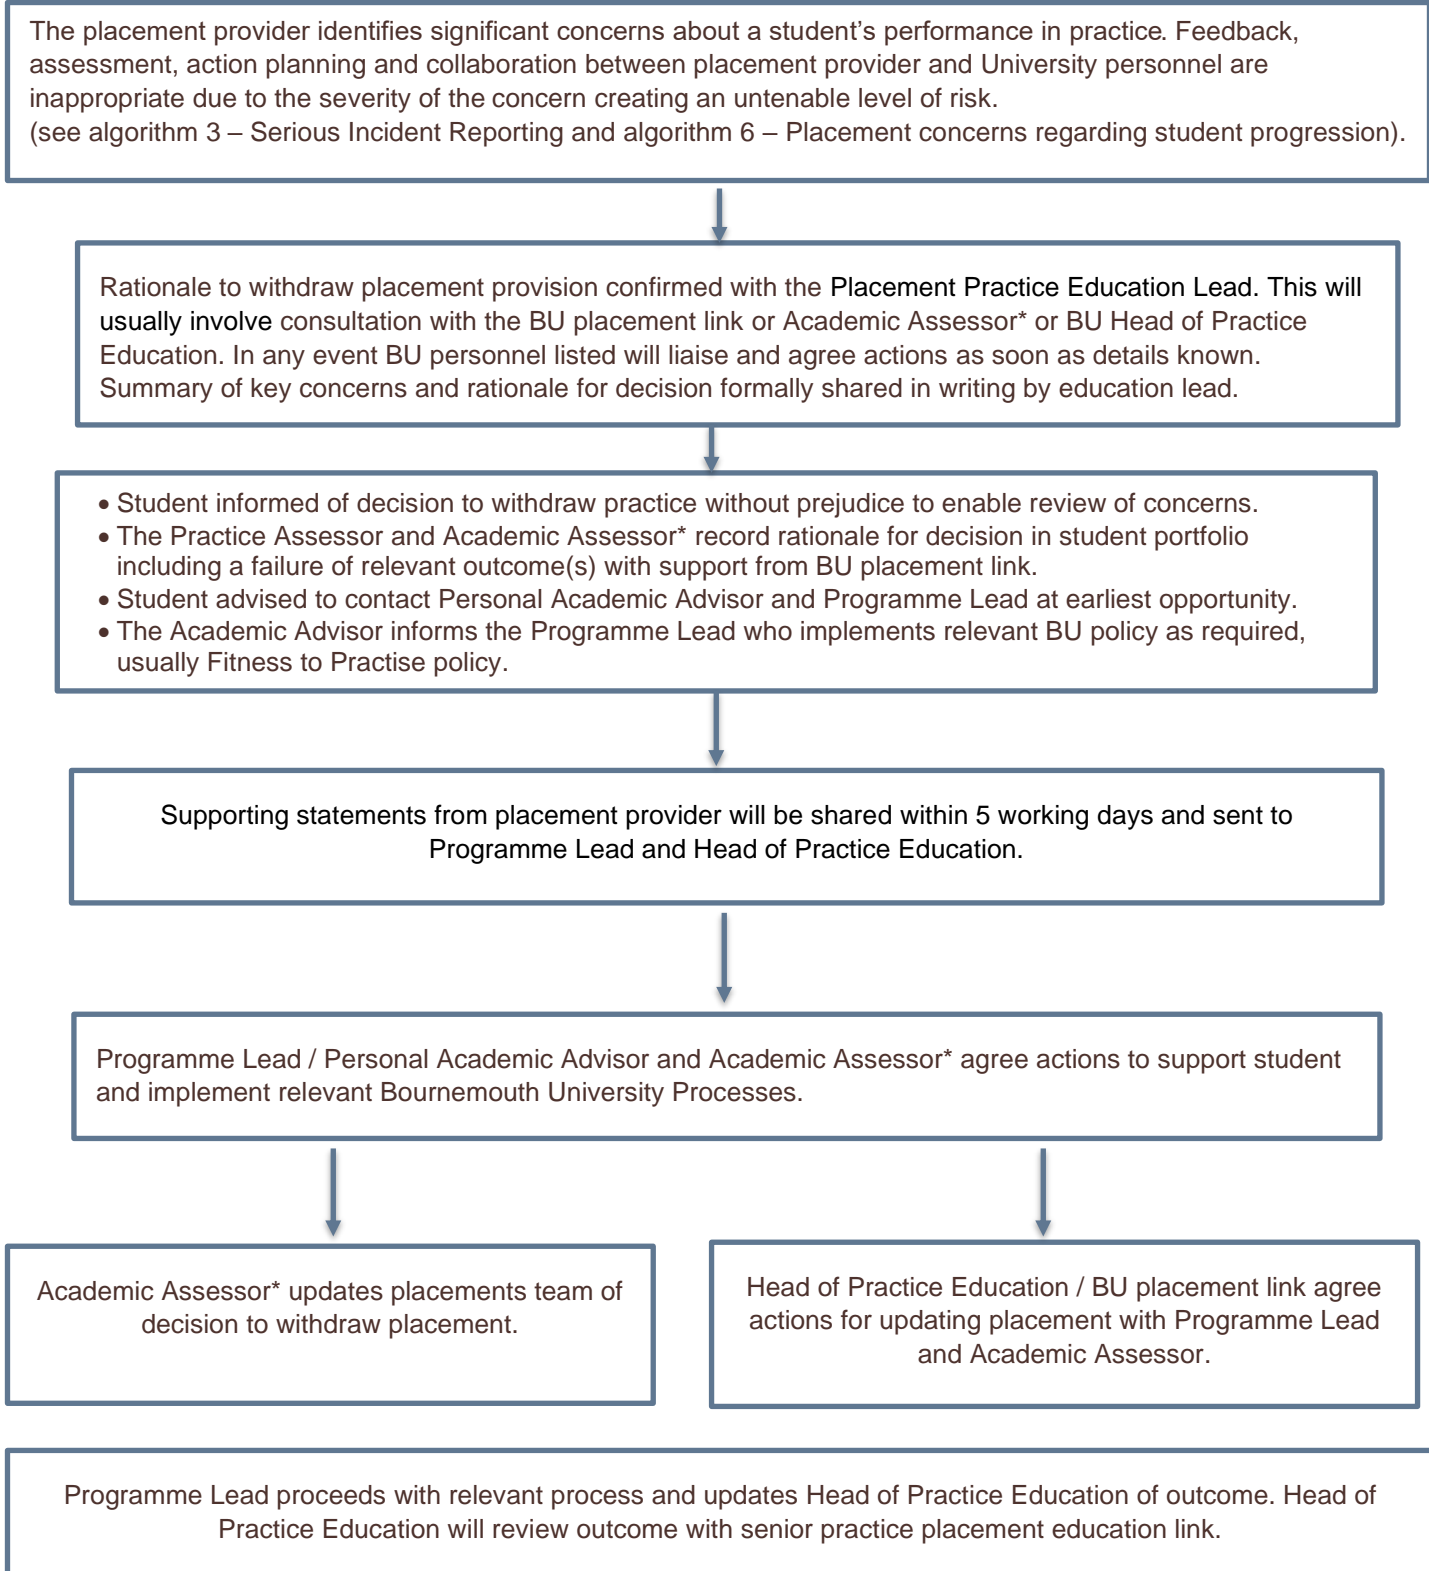 The placement provider identifies significant concerns about a student’s performance in practice. Feedback,
assessment, action planning and collaboration between placement provider and University personnel are
inappropriate due to the severity of the concern creating an untenable level of risk.
(see algorithm 3 – Serious Incident Reporting and algorithm 6 – Placement concerns regarding student progression).
Rationale to withdraw placement provision confirmed with the Placement Practice Education Lead. This will
usually involve consultation with the BU placement link or Academic Assessor* or BU Head of Practice
Education. In any event BU personnel listed will liaise and agree actions as soon as details known.
Summary of key concerns and rationale for decision formally shared in writing by education lead.
• Student informed of decision to withdraw practice without prejudice to enable review of concerns.
• The Practice Assessor and Academic Assessor* record rationale for decision in student portfolio
including a failure of relevant outcome(s) with support from BU placement link.
• Student advised to contact Personal Academic Advisor and Programme Lead at earliest opportunity.
• The Academic Advisor informs the Programme Lead who implements relevant BU policy as required,
usually Fitness to Practise policy.
Supporting statements from placement provider will be shared within 5 working days and sent to
Programme Lead and Head of Practice Education.
Programme Lead / Personal Academic Advisor and Academic Assessor* agree actions to support student
and implement relevant Bournemouth University Processes.
Academic Assessor* updates placements team of
decision to withdraw placement.
Head of Practice Education / BU placement link agree
actions for updating placement with Programme Lead
and Academic Assessor.
Programme Lead proceeds with relevant process and updates Head of Practice Education of outcome. Head of
Practice Education will review outcome with senior practice placement education link.